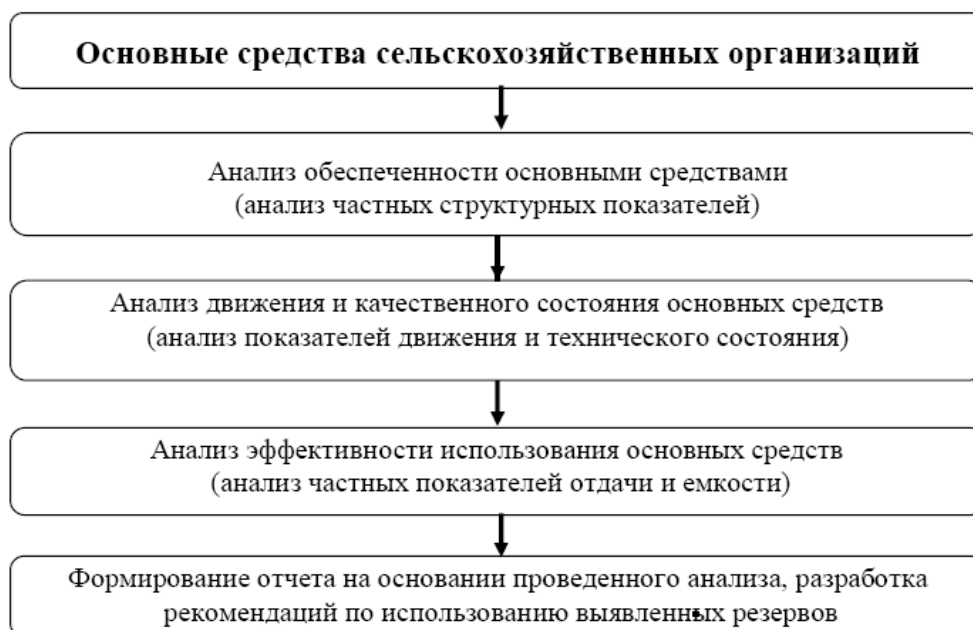 Основные средства сельскохозяйственных организаций
Анализ обеспеченности основными средствами
(анализ частных структурных показателей)
Анализ движения и качественного состояния основных средств
(анализ показателей движения и технического состояния)
Анализ эффективности использования основных средств
(анализ частных показателей отдачи и емкости)
Формирование отчета на основании проведенного анализа, разработка
рекомендаций по использованию выявленных резервов